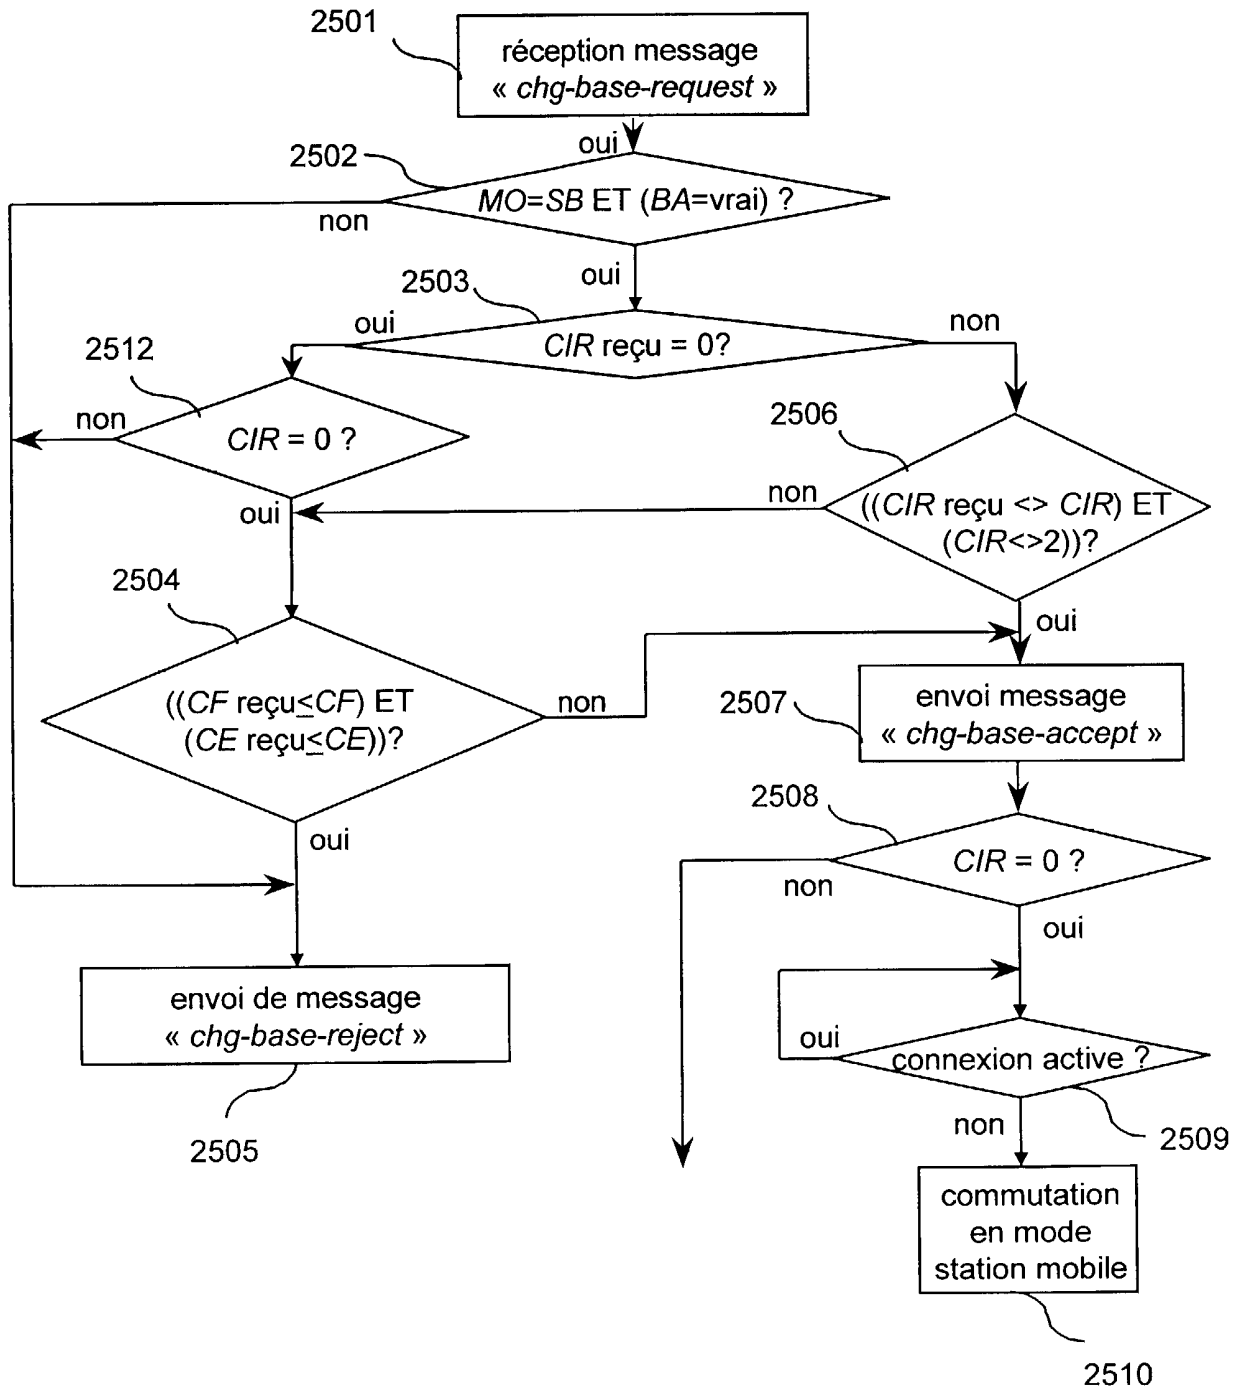 2501
réception message
« chg-base-request »
oui
2502
MO=SB ET (BA=vrai) ?
non
oui
2503
oui
non
CIR reçu = 0?
2512
non
CIR = 0 ?
2506
oui
non
((CIR reçu <> CIR) ET
(CIR<>2))?
2504
oui
((CF reçu≤CF) ET
(CE reçu≤CE))?
non
2507
envoi message
« chg-base-accept »
2508
oui
CIR = 0 ?
non
oui
envoi de message
« chg-base-reject »
oui
connexion active ?
non
2509
2505
commutation
en mode
station mobile
2510